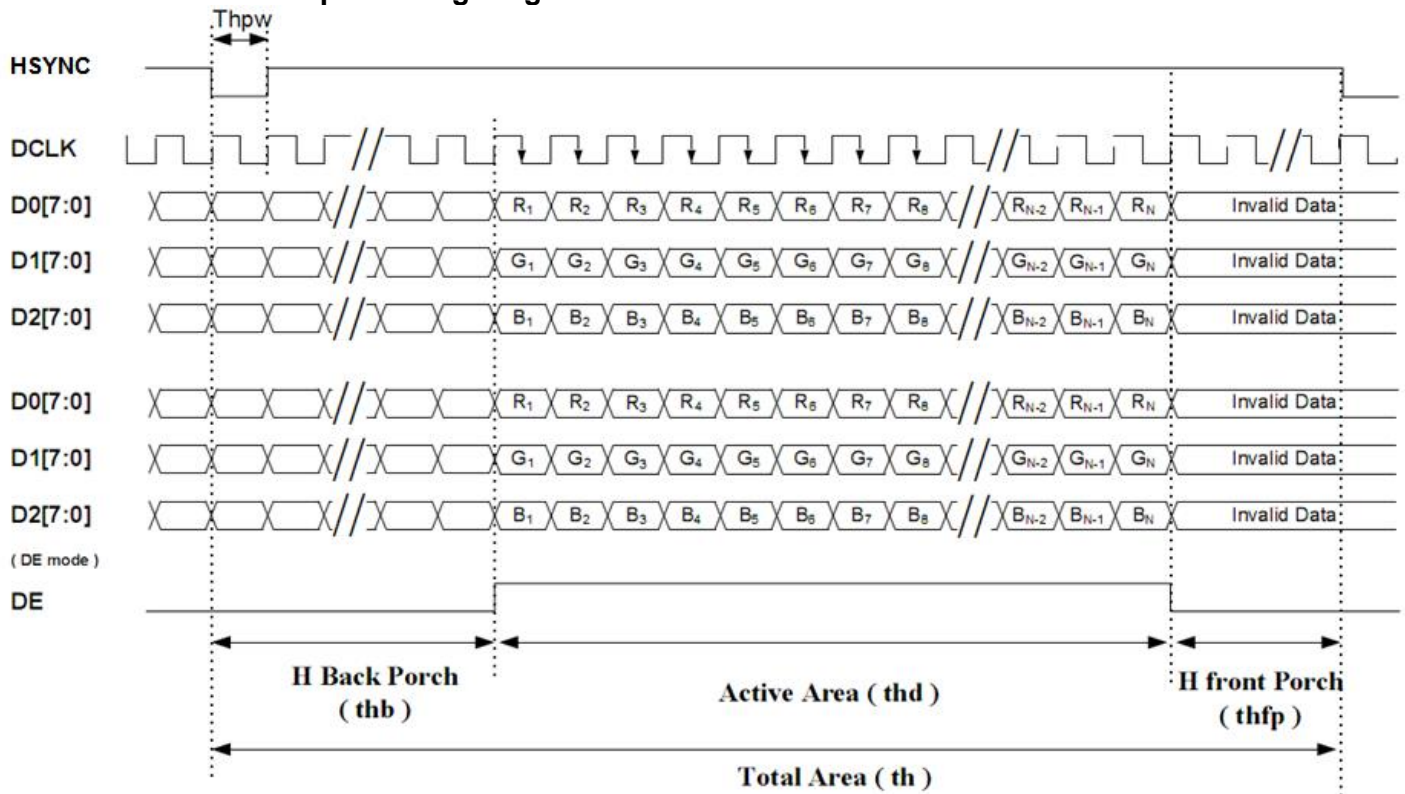 Thpw
HSYNC
DCLK
D0[7:0] R1 R2 R3 R4 R5 R6 R7 R8 RN-2 RN-1 RN Invalid Data
D1[7:0] G1 G2 G3 G4 G5 G6 G7 G8 GN-2 GN-1 GN Invalid Data
D2[7:0] B1 B2 B3 B4 B5 B6 B7 B8 BN-2 BN-1 BN Invalid Data
D0[7:0] R1 R2 R3 R4 R5 R6 R7 R8 RN-2 RN-1 RN Invalid Data
D1[7:0] G1 G2 G3 G4 G5 G6 G7 G8 GN-2 GN-1 GN Invalid Data
D2[7:0] B1 B2 B3 B4 B5 B6 B7 B8 BN-2 BN-1 BN Invalid Data
( DE mode )
DE
H Back Porch
( thb )
Active Area ( thd )
H front Porch
( thfp )
Total Area ( th )